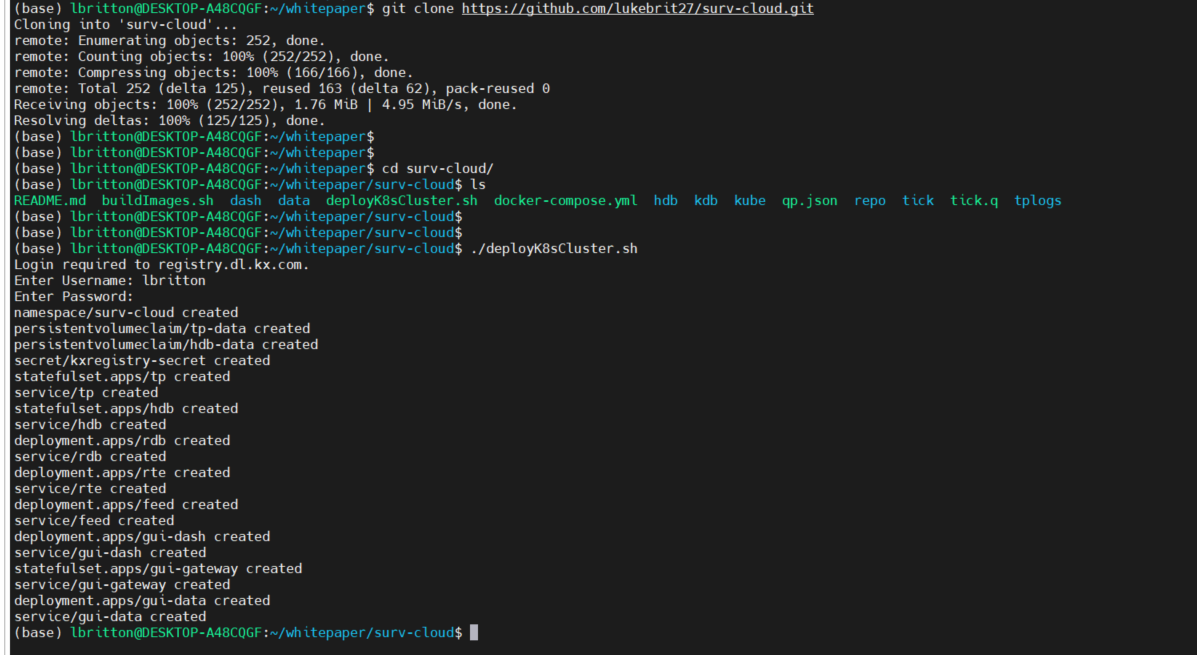 (base) lbritton@DESKTOP-A48CQGF:~/whitepaper$ git clone https://github.com/lukebrit27/surv-cloud.git
Cloning into 'surv-cloud'...
remote: Enumerating objects: 252, done.
remote: Counting objects: 100% (252/252), done.
remote: Compressing objects: 100% (166/166), done.
remote: Total 252 (delta 125), reused 163 (delta 62), pack-reused 0
Receiving objects: 100% (252/252), 1.76 MiB | 4.95 MiB/s, done.
Resolving deltas: 100% (125/125), done.
(base) lbritton@DESKTOP-A48CQGF:~/whitepaper$
(base) lbritton@DESKTOP-A48CQGF:~/whitepaper$
(base) lbritton@DESKTOP-A48CQGF:~/whitepaper$ cd surv-cloud/
(base) lbritton@DESKTOP-A48CQGF:~/whitepaper/surv-cloud$ ls
README.md  buildImages.sh  dash  data  deployK8sCluster.sh  docker-compose.yml  hdb  kdb  kube  qp.json  repo  tick  tick.q  tplogs
(base) lbritton@DESKTOP-A48CQGF:~/whitepaper/surv-cloud$
(base) lbritton@DESKTOP-A48CQGF:~/whitepaper/surv-cloud$
(base) lbritton@DESKTOP-A48CQGF:~/whitepaper/surv-cloud$ ./deployK8sCluster.sh
Login required to registry.dl.kx.com.
Enter Username: lbritton
Enter Password:
namespace/surv-cloud created
persistentvolumeclaim/tp-data created
persistentvolumeclaim/hdb-data created
secret/kxregistry-secret created
statefulset.apps/tp created
service/tp created
statefulset.apps/hdb created
service/hdb created
deployment.apps/rdb created
service/rdb created
deployment.apps/rte created
service/rte created
deployment.apps/feed created
service/feed created
deployment.apps/gui-dash created
service/gui-dash created
statefulset.apps/gui-gateway created
service/gui-gateway created
deployment.apps/gui-data created
service/gui-data created
(base) lbritton@DESKTOP-A48CQGF:~/whitepaper/surv-cloud$